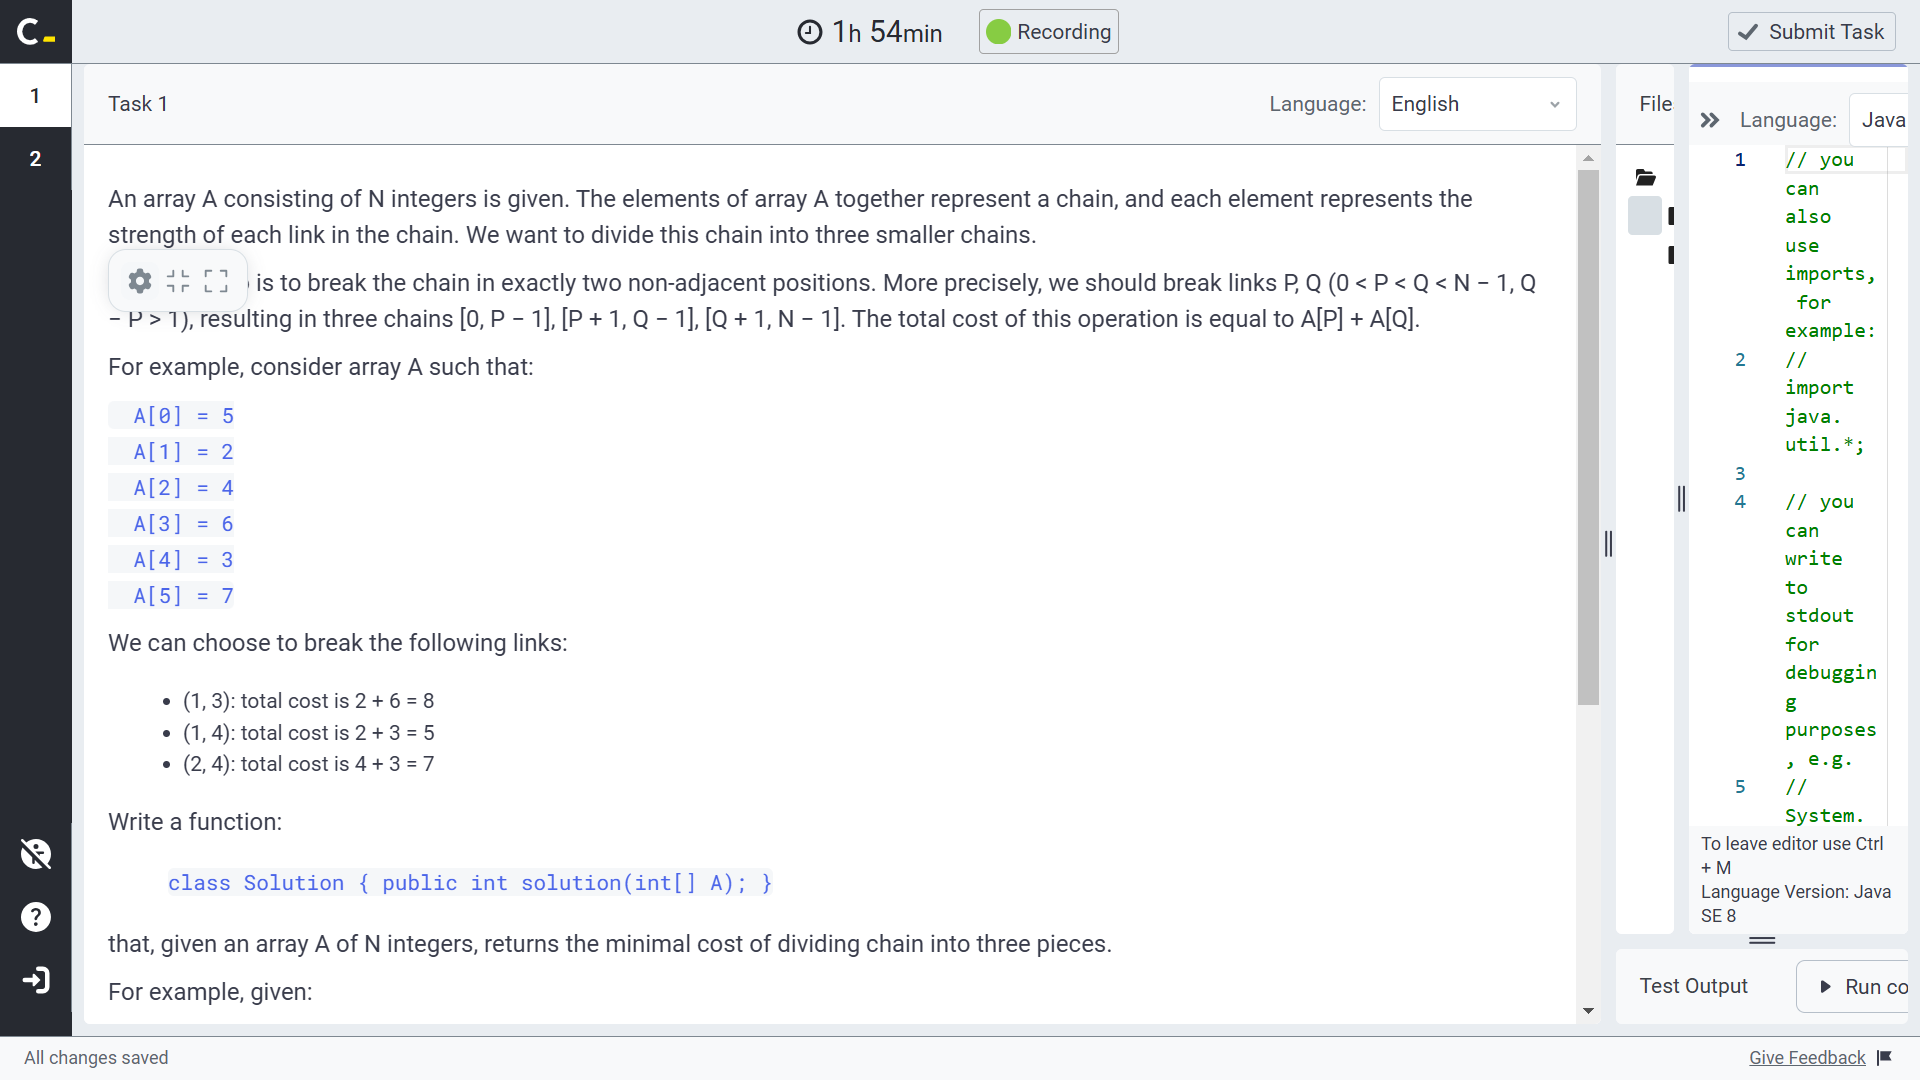 C_
1h 54min
Recording
Submit Task
1
2
Task 1
Language:
English
An array A consisting of N integers is given. The elements of array A together represent a chain, and each element represents the
strength of each link in the chain. We want to divide this chain into three smaller chains.
is to break the chain in exactly two non-adjacent positions. More precisely, we should break links P, Q (0 < P < Q < N − 1, Q
− P > 1), resulting in three chains [0, P − 1], [P + 1, Q − 1], [Q + 1, N − 1]. The total cost of this operation is equal to A[P] + A[Q].
For example, consider array A such that:
A[0] = 5
A[1] = 2
A[2] = 4
A[3] = 6
A[4] = 3
A[5] = 7
We can choose to break the following links:
• (1, 3): total cost is 2 + 6 = 8
• (1, 4): total cost is 2 + 3 = 5
• (2, 4): total cost is 4 + 3 = 7
Write a function:
class Solution { public int solution(int[] A); }
that, given an array A of N integers, returns the minimal cost of dividing chain into three pieces.
For example, given:
File
Language:
Java
1 // you
can
also
use
imports,
for
example:
2 //
import
java.
util.*;
3
4 // you
can
write
to
stdout
for
debuggin
g
purposes
, e.g.
5 //
System.
To leave editor use Ctrl
+ M
Language Version: Java
SE 8
Test Output
Run co
All changes saved
Give Feedback